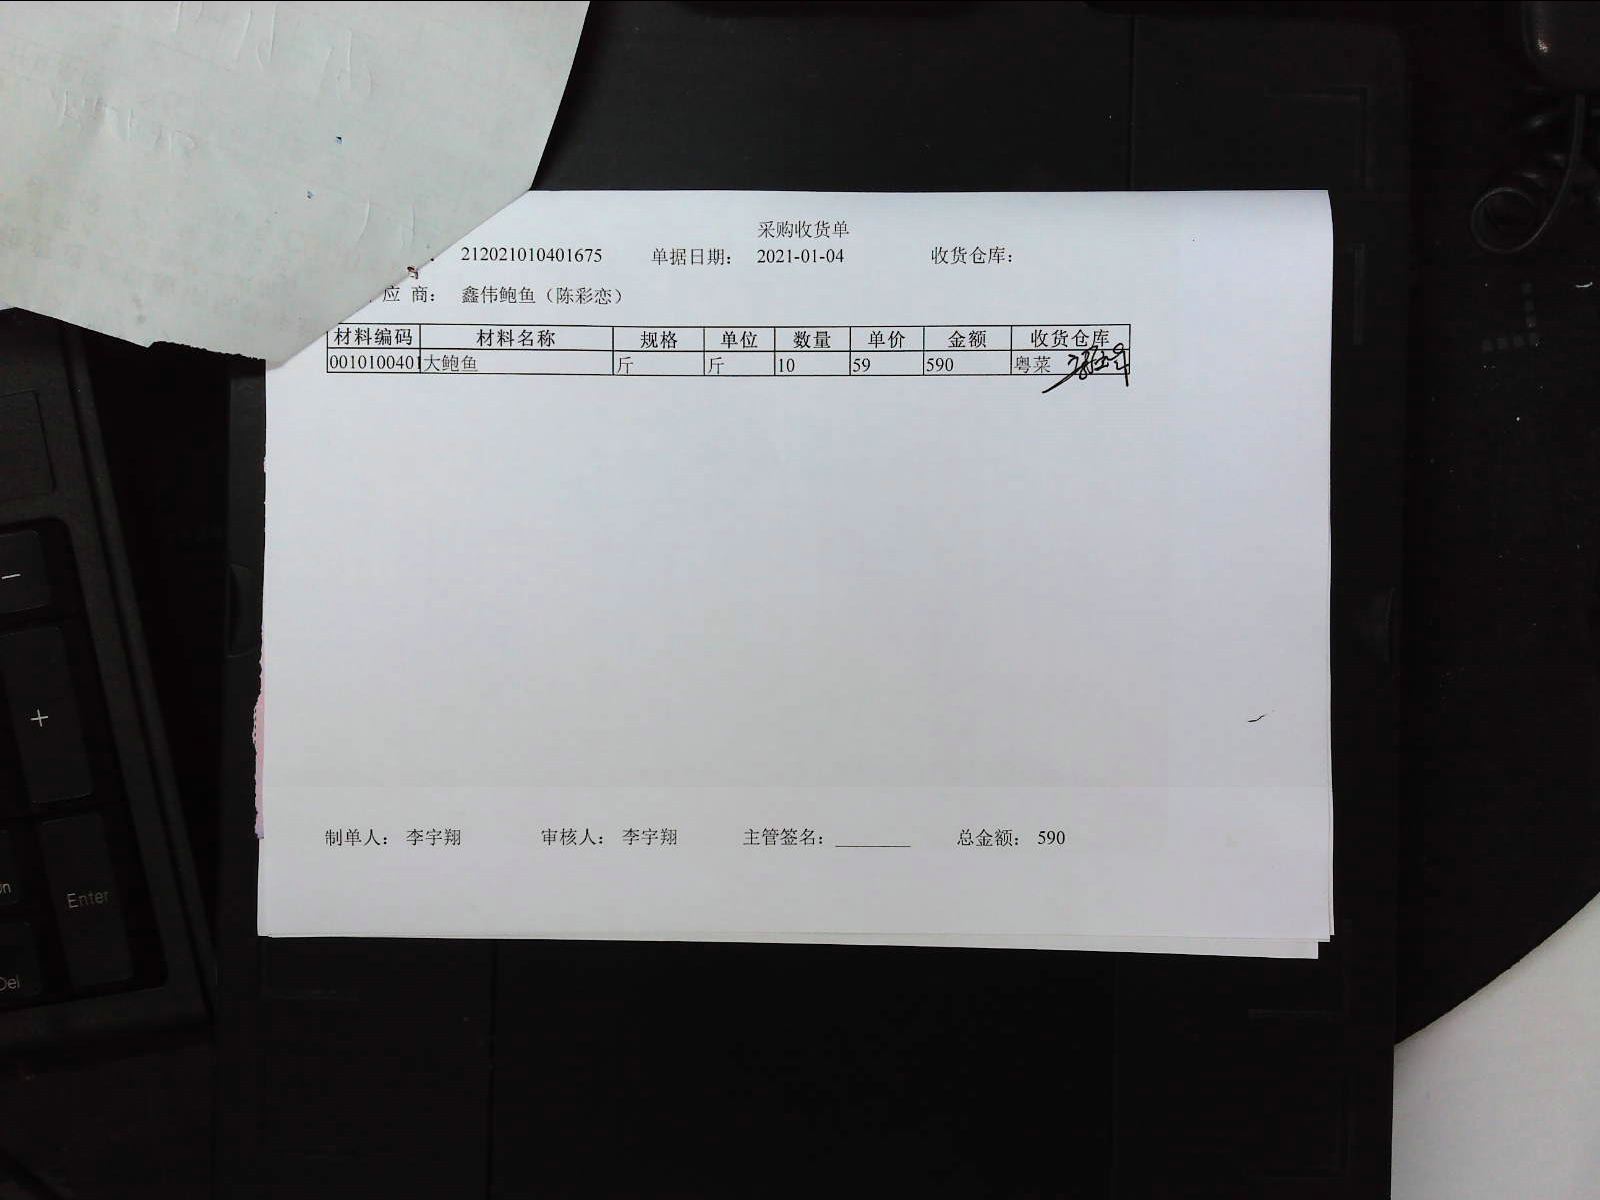 采购收货单
212021010401675 单据日期： 2021-01-04 收货仓库：
应 商： 鑫伟鲍鱼（陈彩恋）
材料编码 材料名称 规格 单位 数量 单价 金额 收货仓库
0010100401 大鲍鱼 斤 斤 10 59 590 粤菜
制单人： 李宇翔 审核人： 李宇翔 主管签名： ________ 总金额： 590
−
+
Enter
Del